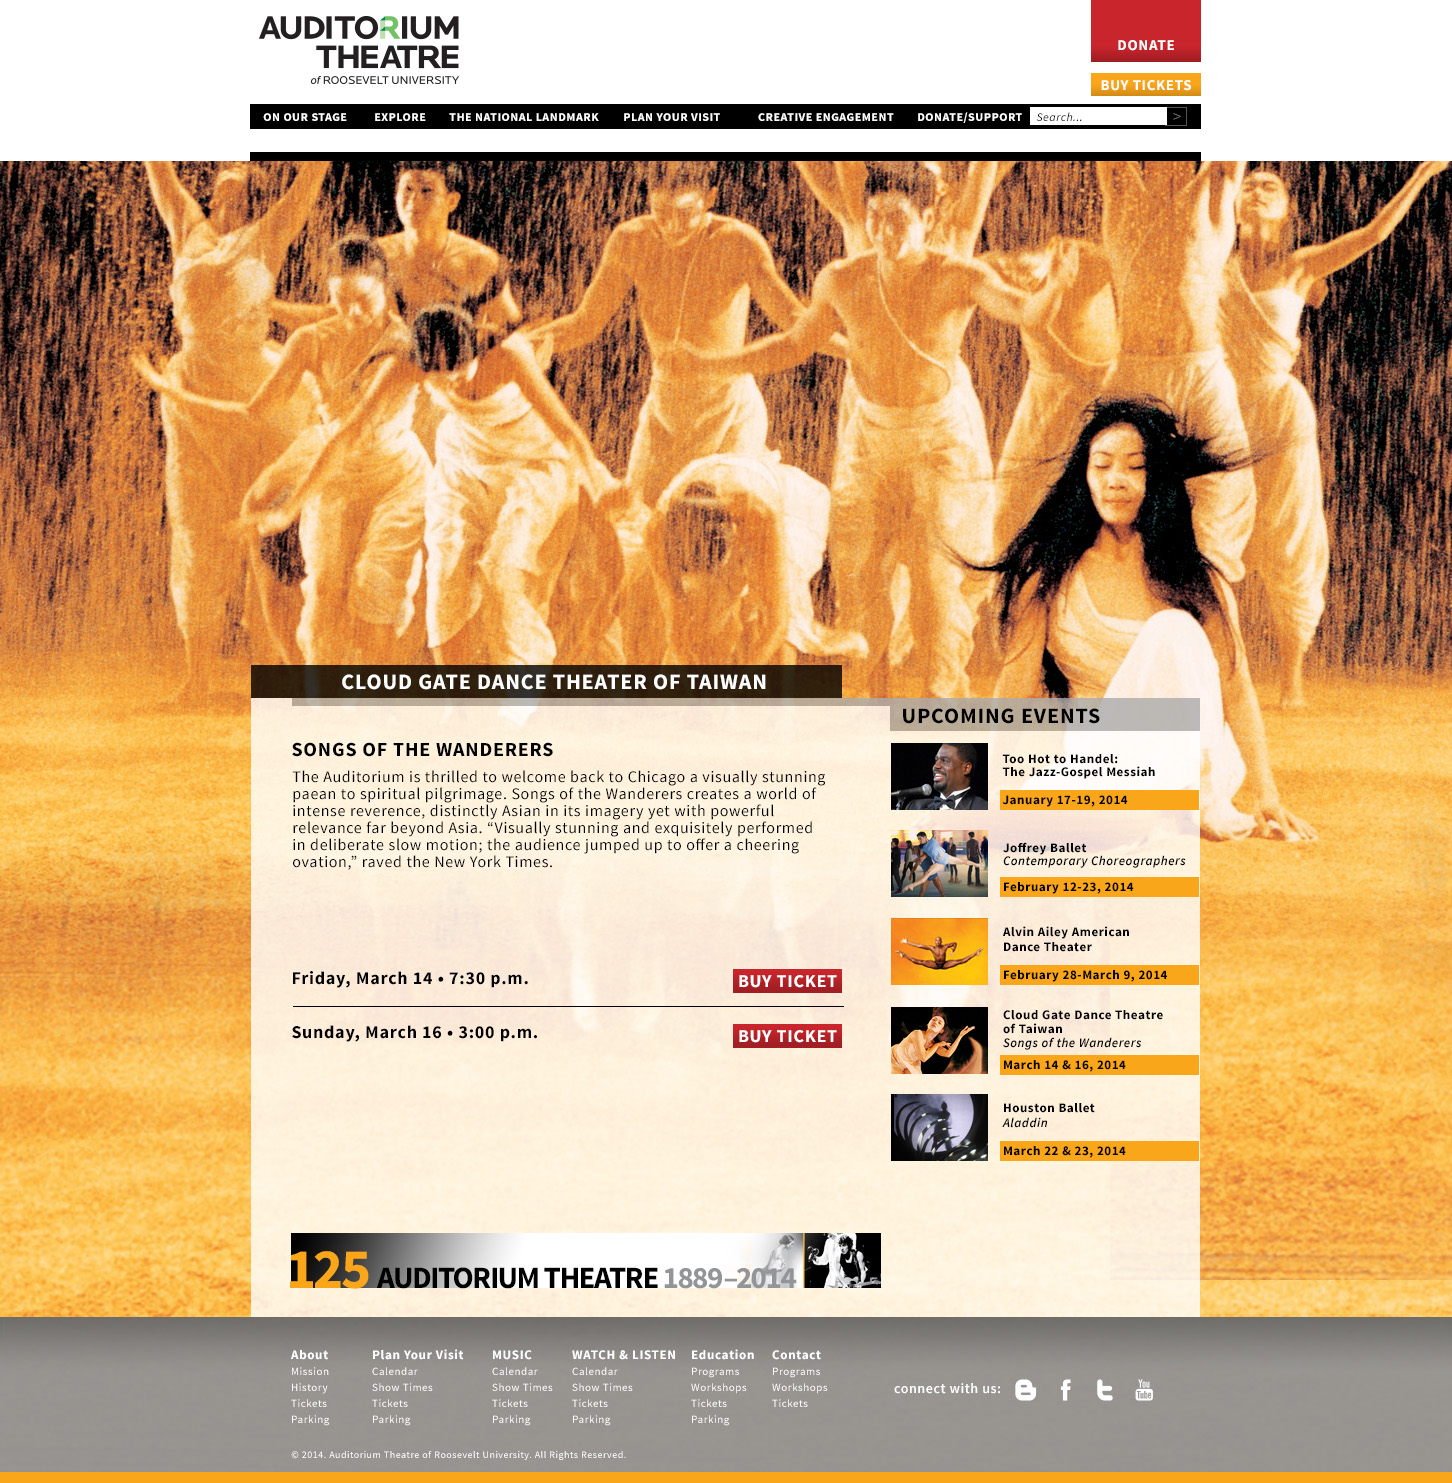 AUDITORIUM
THEATRE
of ROOSEVELT UNIVERSITY
DONATE
BUY TICKETS
ON OUR STAGE EXPLORE THE NATIONAL LANDMARK PLAN YOUR VISIT CREATIVE ENGAGEMENT DONATE/SUPPORT Search... >
CLOUD GATE DANCE THEATER OF TAIWAN
SONGS OF THE WANDERERS
The Auditorium is thrilled to welcome back to Chicago a visually stunning
paean to spiritual pilgrimage. Songs of the Wanderers creates a world of
intense reverence, distinctly Asian in its imagery yet with powerful
relevance far beyond Asia. “Visually stunning and exquisitely performed
in deliberate slow motion; the audience jumped up to offer a cheering
ovation,” raved the New York Times.
Friday, March 14 • 7:30 p.m. BUY TICKET
Sunday, March 16 • 3:00 p.m. BUY TICKET
UPCOMING EVENTS
Too Hot to Handel:
The Jazz-Gospel Messiah
January 17-19, 2014
Joffrey Ballet
Contemporary Choreographers
February 12-23, 2014
Alvin Ailey American
Dance Theater
February 28-March 9, 2014
Cloud Gate Dance Theatre
of Taiwan
Songs of the Wanderers
March 14 & 16, 2014
Houston Ballet
Aladdin
March 22 & 23, 2014
125 AUDITORIUM THEATRE 1889–2014
About
Mission
History
Tickets
Parking
Plan Your Visit
Calendar
Show Times
Tickets
Parking
MUSIC
Calendar
Show Times
Tickets
Parking
WATCH & LISTEN
Calendar
Show Times
Tickets
Parking
Education
Programs
Workshops
Tickets
Parking
Contact
Programs
Workshops
Tickets
connect with us:
You
Tube
© 2014. Auditorium Theatre of Roosevelt University. All Rights Reserved.